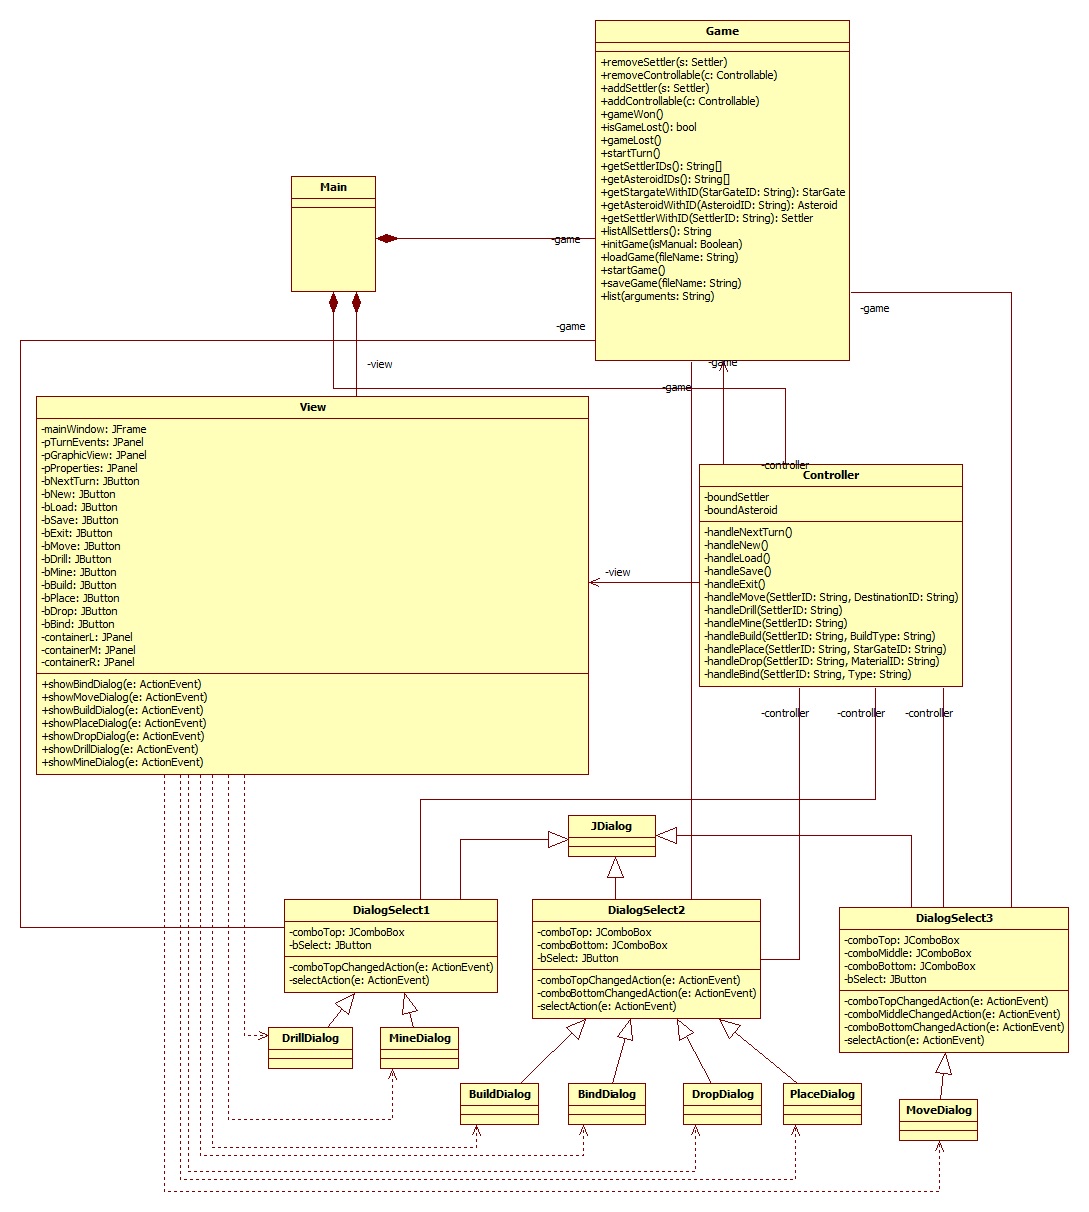 Game
+removeSettler(s: Settler)
+removeControllable(c: Controllable)
+addSettler(s: Settler)
+addControllable(c: Controllable)
+gameWon()
+isGameLost(): bool
+gameLost()
+startTurn()
+getSettlerIDs(): String[]
+getAsteroidIDs(): String[]
+getStargateWithID(StarGateID: String): StarGate
+getAsteroidWithID(AsteroidID: String): Asteroid
+getSettlerWithID(SettlerID: String): Settler
+listAllSettlers(): String
+initGame(isManual: Boolean)
+loadGame(fileName: String)
+startGame()
+saveGame(fileName: String)
+list(arguments: String)
Main
-game
-game
-game
-view
-game
-game
View
-mainWindow: JFrame
-pTurnEvents: JPanel
-pGraphicView: JPanel
-pProperties: JPanel
-bNextTurn: JButton
-bNew: JButton
-bLoad: JButton
-bSave: JButton
-bExit: JButton
-bMove: JButton
-bDrill: JButton
-bMine: JButton
-bBuild: JButton
-bPlace: JButton
-bDrop: JButton
-bBind: JButton
-containerL: JPanel
-containerM: JPanel
-containerR: JPanel
+showBindDialog(e: ActionEvent)
+showMoveDialog(e: ActionEvent)
+showBuildDialog(e: ActionEvent)
+showPlaceDialog(e: ActionEvent)
+showDropDialog(e: ActionEvent)
+showDrillDialog(e: ActionEvent)
+showMineDialog(e: ActionEvent)
-controller
Controller
-boundSettler
-boundAsteroid
-handleNextTurn()
-handleNew()
-handleLoad()
-handleSave()
-handleExit()
-handleMove(SettlerID: String, DestinationID: String)
-handleDrill(SettlerID: String)
-handleMine(SettlerID: String)
-handleBuild(SettlerID: String, BuildType: String)
-handlePlace(SettlerID: String, StarGateID: String)
-handleDrop(SettlerID: String, MaterialID: String)
-handleBind(SettlerID: String, Type: String)
-view
-controller
-controller
-controller
JDialog
DialogSelect1
-comboTop: JComboBox
-bSelect: JButton
-comboTopChangedAction(e: ActionEvent)
-selectAction(e: ActionEvent)
DialogSelect2
-comboTop: JComboBox
-comboBottom: JComboBox
-bSelect: JButton
-comboTopChangedAction(e: ActionEvent)
-comboBottomChangedAction(e: ActionEvent)
-selectAction(e: ActionEvent)
DialogSelect3
-comboTop: JComboBox
-comboMiddle: JComboBox
-comboBottom: JComboBox
-bSelect: JButton
-comboTopChangedAction(e: ActionEvent)
-comboMiddleChangedAction(e: ActionEvent)
-comboBottomChangedAction(e: ActionEvent)
-selectAction(e: ActionEvent)
DrillDialog
MineDialog
BuildDialog
BindDialog
DropDialog
PlaceDialog
MoveDialog